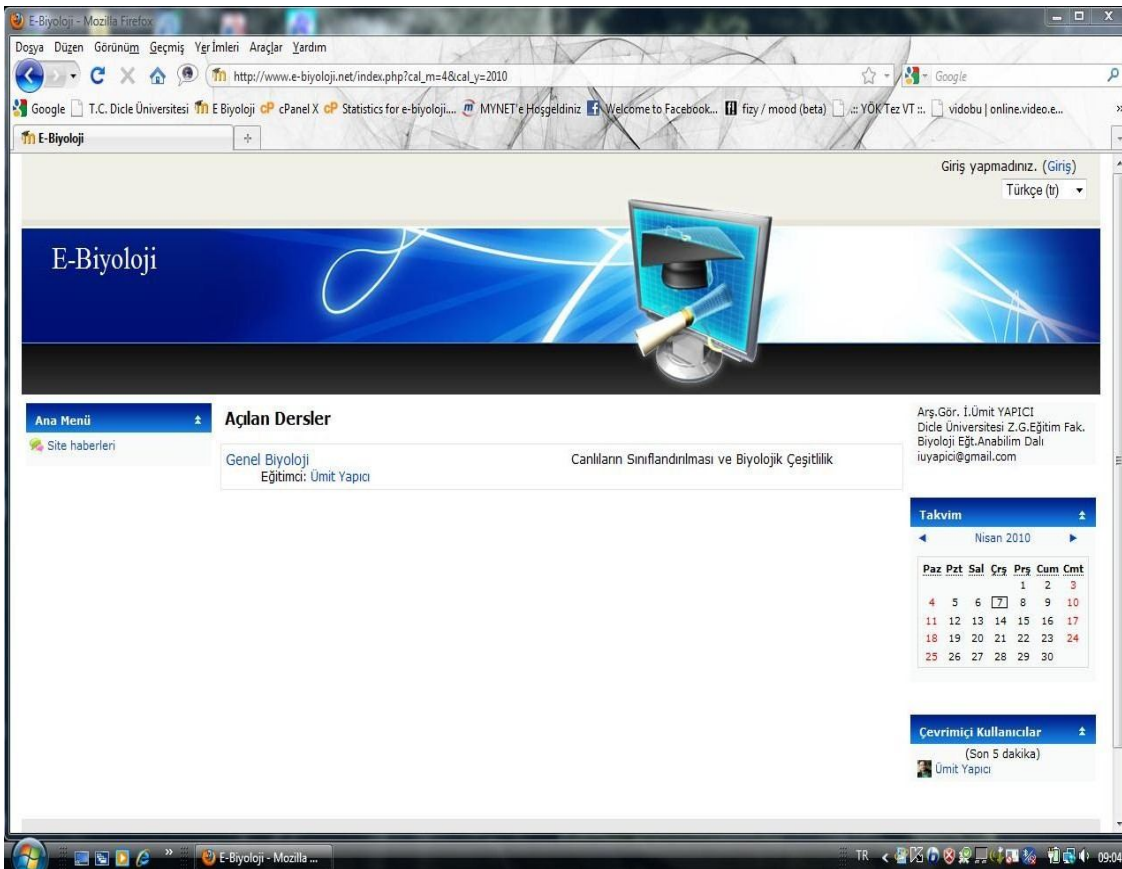 E-Biyoloji - Mozilla Firefox
Dosya Düzen Görünüm Geçmiş Yer İmleri Araçlar Yardım
http://www.e-biyoloji.net/index.php?cal_m=4&cal_y=2010
Google
Google T.C. Dicle Üniversitesi E Biyoloji cPanel X Statistics for e-biyoloji.... MYNET'e Hoşgeldiniz Welcome to Facebook... fizy / mood (beta) .:: YÖK Tez VT ::. vidobu | online.video.e... »
E-Biyoloji
Giriş yapmadınız. (Giriş)
Türkçe (tr)
E-Biyoloji
Ana Menü
Site haberleri
Açılan Dersler
Genel Biyoloji
Eğitimci: Ümit Yapıcı
Canlıların Sınıflandırılması ve Biyolojik Çeşitlilik
Arş.Gör. İ.Ümit YAPICI
Dicle Üniversitesi Z.G.Eğitim Fak.
Biyoloji Eğt.Anabilim Dalı
iuyapici@gmail.com
Takvim
Nisan 2010
Paz Pzt Sal Çrş Prş Cum Cmt
1 2 3
4 5 6 7 8 9 10
11 12 13 14 15 16 17
18 19 20 21 22 23 24
25 26 27 28 29 30
Çevrimiçi Kullanıcılar
(Son 5 dakika)
Ümit Yapıcı
E-Biyoloji - Mozilla ...
TR
09:04